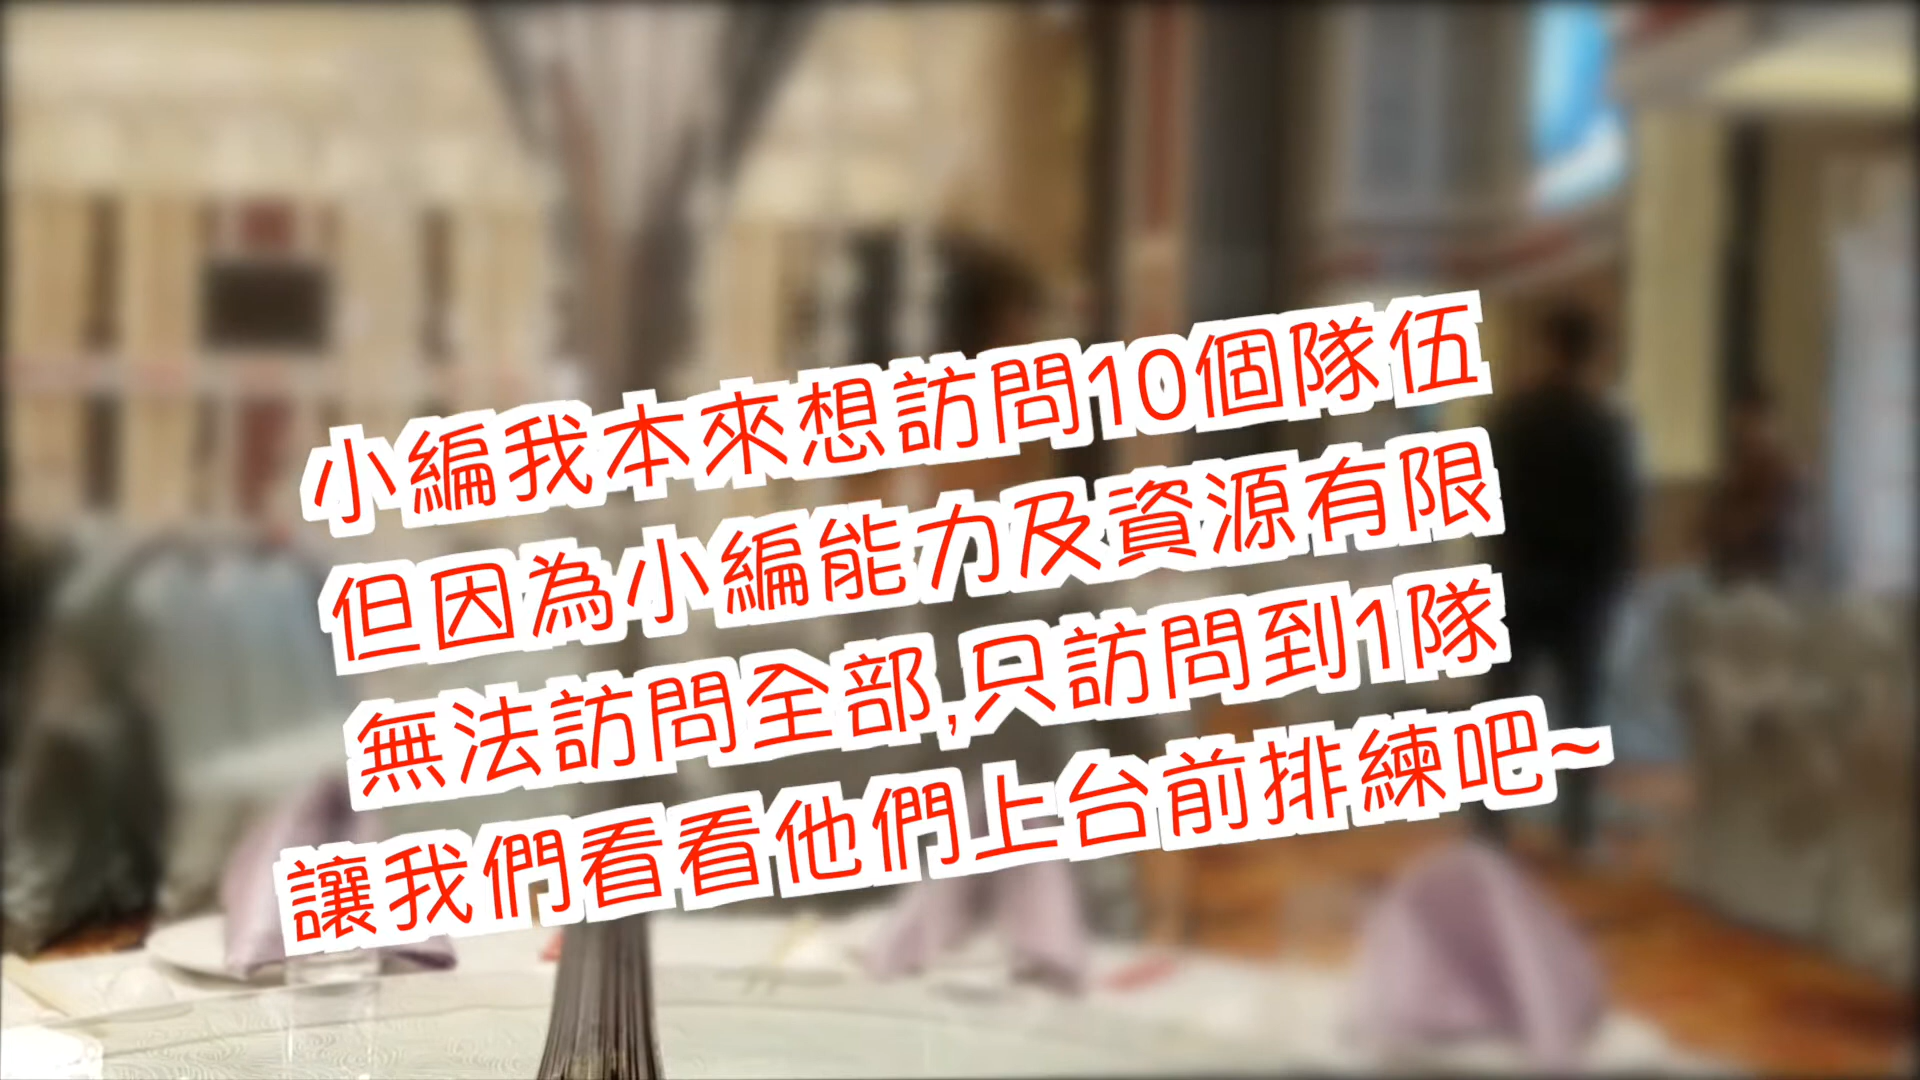 小編我本來想訪問10個隊伍
但因為小編能力及資源有限
無法訪問全部,只訪問到1隊
讓我們看看他們上台前排練吧~